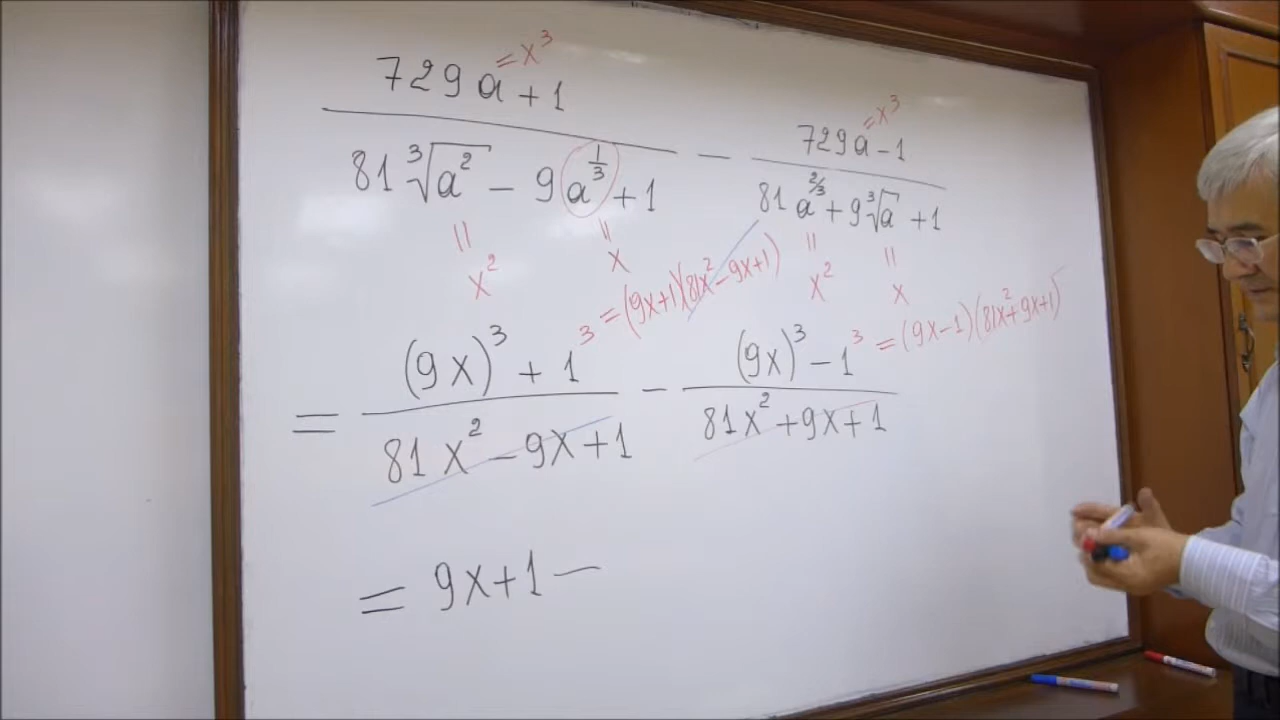 729a + 1 = x³
81∛a² - 9a^(1/3) + 1 - 
729a - 1 = x³
81a^(2/3) + 9∛a + 1
= x²
= x
= x²
= x
= (9x)³ + 1³ = (9x+1)(81x² - 9x + 1)
81x² - 9x + 1
- (9x)³ - 1³ = (9x-1)(81x² + 9x + 1)
81x² + 9x + 1
= 9x + 1 -